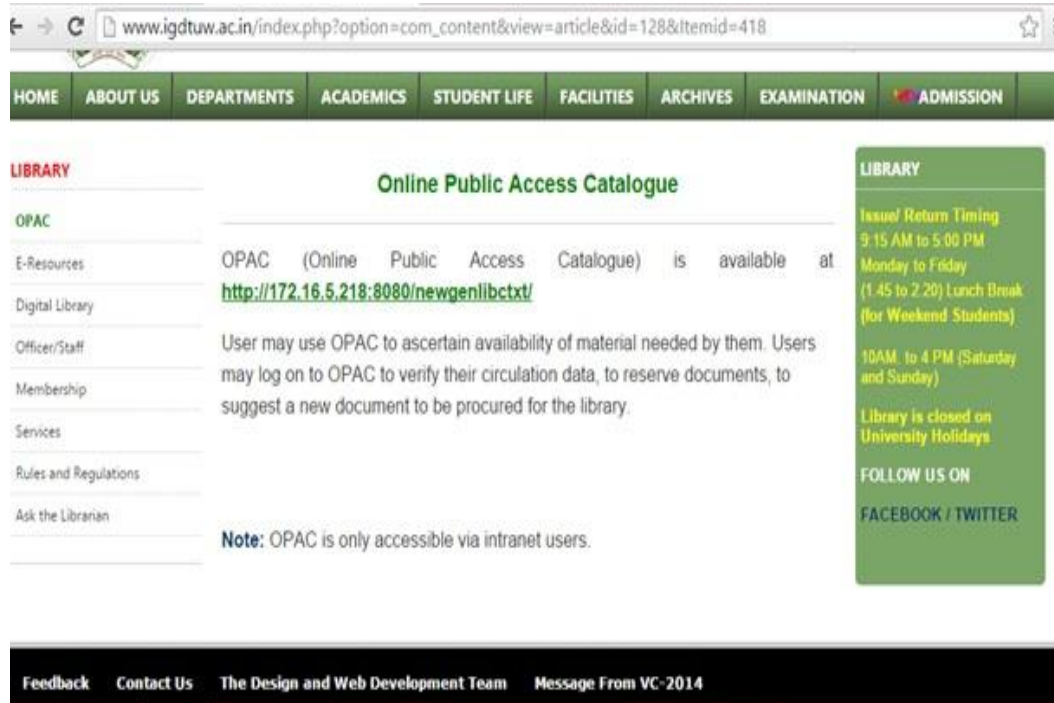 www.igdtuw.ac.in/index.php?option=com_content&view=article&id=128&Itemid=418
HOME ABOUT US DEPARTMENTS ACADEMICS STUDENT LIFE FACILITIES ARCHIVES EXAMINATION ADMISSION
LIBRARY
OPAC
E-Resources
Digital Library
Officer/Staff
Membership
Services
Rules and Regulations
Ask the Librarian
Online Public Access Catalogue
OPAC (Online Public Access Catalogue) is available at
http://172.16.5.218:8080/newgenlibctxt/
User may use OPAC to ascertain availability of material needed by them. Users
may log on to OPAC to verify their circulation data, to reserve documents, to
suggest a new document to be procured for the library.
Note: OPAC is only accessible via intranet users.
LIBRARY
Issue/ Return Timing
9:15 AM to 5:00 PM
Monday to Friday
(1.45 to 2.20) Lunch Break
(for Weekend Students)
10AM. to 4 PM (Saturday
and Sunday)
Library is closed on
University Holidays
FOLLOW US ON
FACEBOOK / TWITTER
Feedback Contact Us The Design and Web Development Team Message From VC-2014